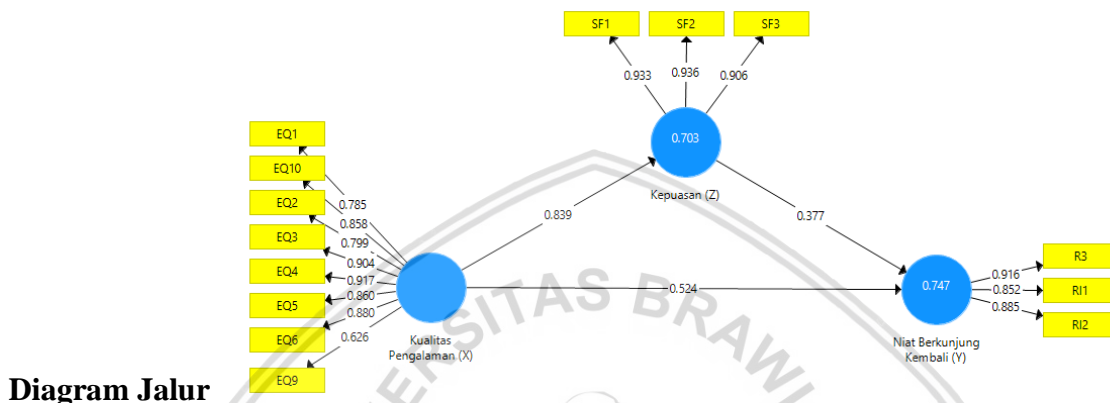 SF1 SF2 SF3
0.933 0.936 0.906
0.703
Kepuasan (Z)
EQ1
EQ10
EQ2
EQ3
EQ4
EQ5
EQ6
EQ9
0.785
0.858
0.799
0.904
0.917
0.860
0.880
0.626
Kualitas
Pengalaman (X)
0.839
0.377
0.524
0.747
Niat Berkunjung
Kembali (Y)
0.916
0.852
0.885
R3
RI1
RI2
ERSITAS BRAWI
Diagram Jalur